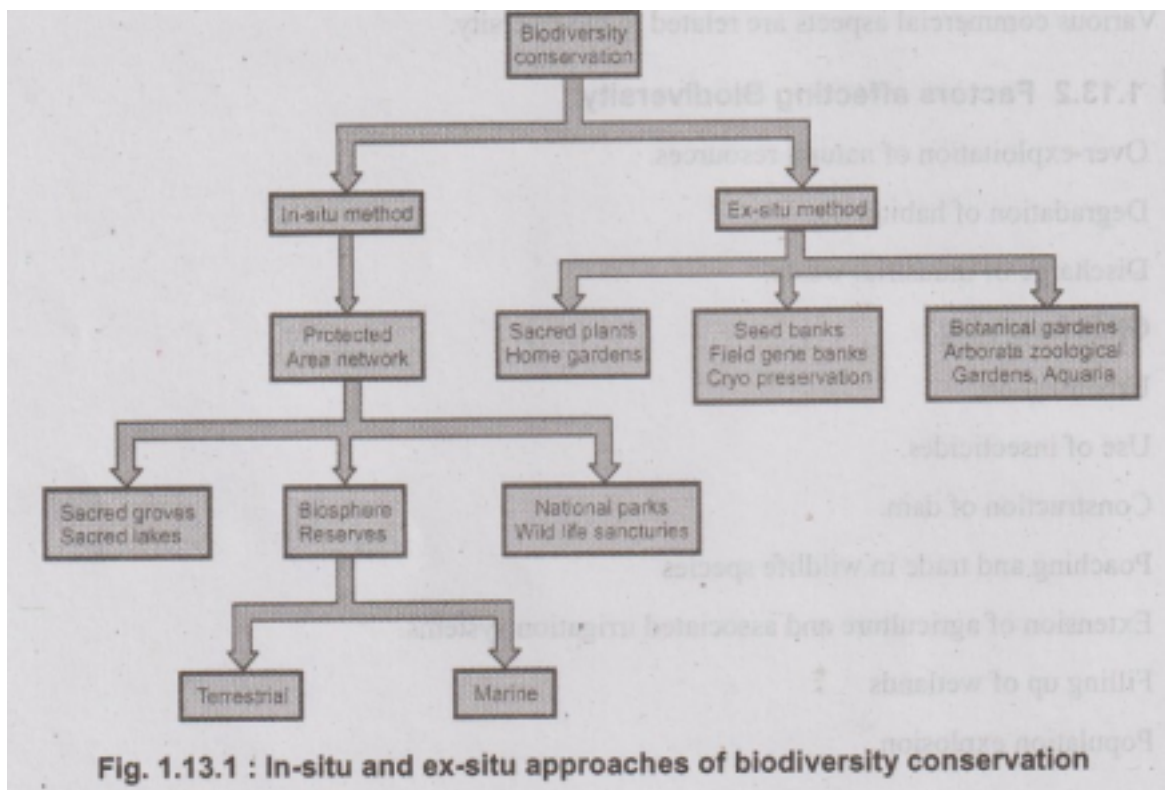 Biodiversity
conservation
In-situ method
Ex-situ method
Protected
Area network
Sacred plants
Home gardens
Seed banks
Field gene banks
Cryo preservation
Botanical gardens
Arborate zoological
Gardens, Aquaria
Sacred groves
Sacred lakes
Biosphere
Reserves
National parks
Wild life sancturies
Terrestrial
Marine
Fig. 1.13.1 : In-situ and ex-situ approaches of biodiversity conservation
Various commercial aspects are related
1.13.2 Factors affecting Biodiversity
Over-exploitation of natural resources.
Degradation of
Use of insecticides.
Construction of dam.
Poaching and trade in wildlife species
Extension of agriculture and associated irrigation systems.
Filling up of wetlands
Population explosion